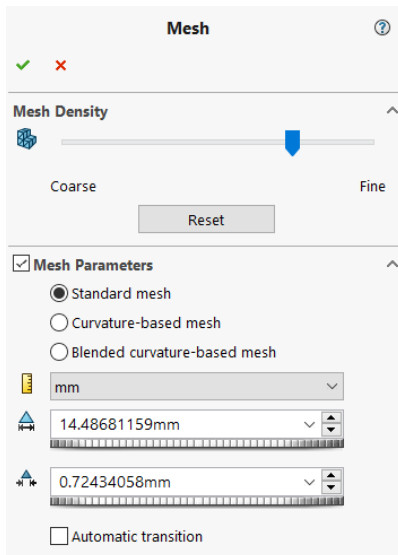 Mesh
?
Mesh Density
Coarse Fine
Reset
Mesh Parameters
Standard mesh
Curvature-based mesh
Blended curvature-based mesh
mm
14.48681159mm
0.72434058mm
Automatic transition